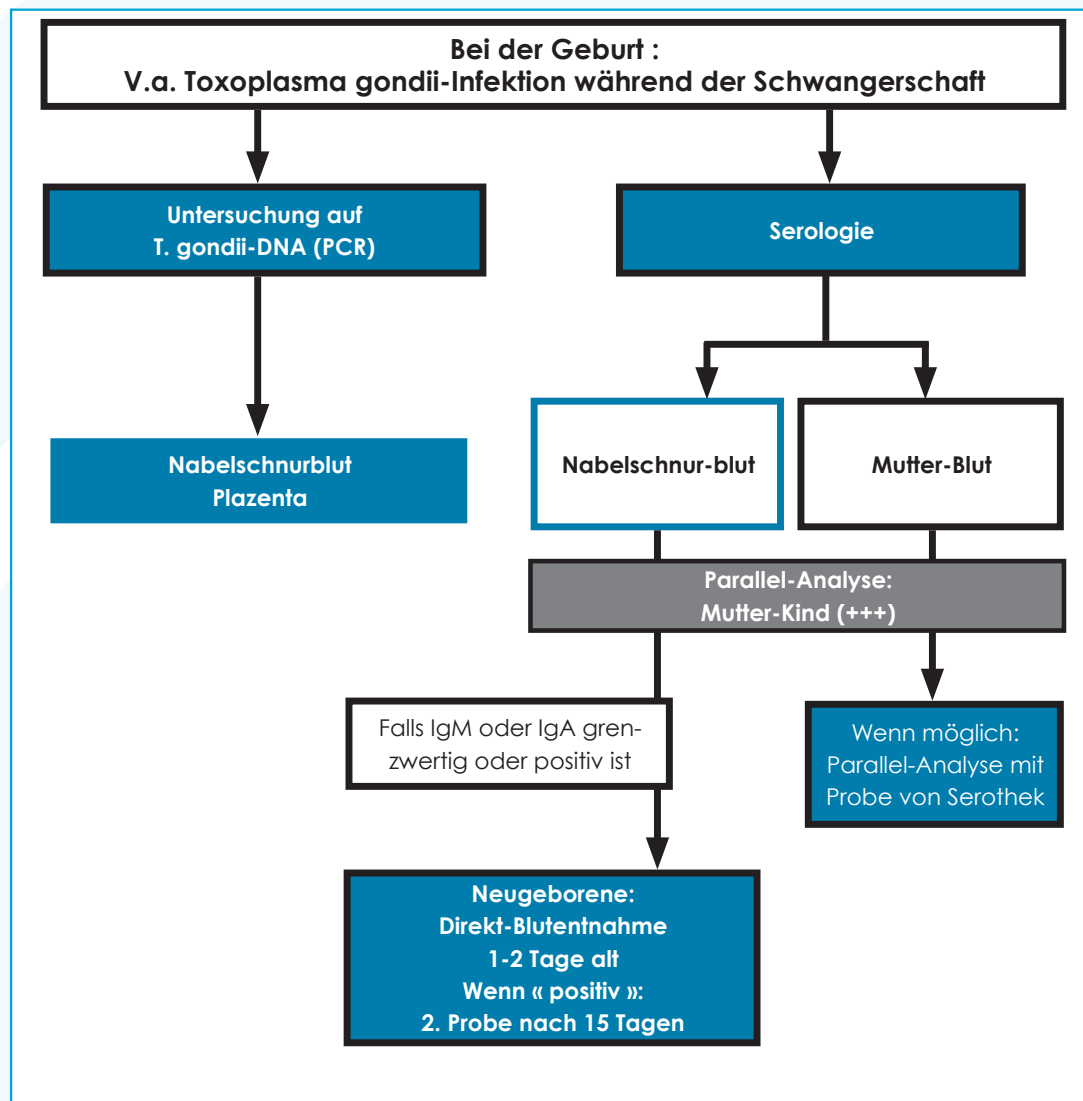 Bei der Geburt :
V.a. Toxoplasma gondii-Infektion während der Schwangerschaft
Untersuchung auf
T. gondii-DNA (PCR)
Serologie
Nabelschnurblut
Plazenta
Nabelschnur-blut
Mutter-Blut
Parallel-Analyse:
Mutter-Kind (+++)
Falls IgM oder IgA gren-
zwertig oder positiv ist
Wenn möglich:
Parallel-Analyse mit
Probe von Serothek
Neugeborene:
Direkt-Blutentnahme
1-2 Tage alt
Wenn « positiv »:
2. Probe nach 15 Tagen